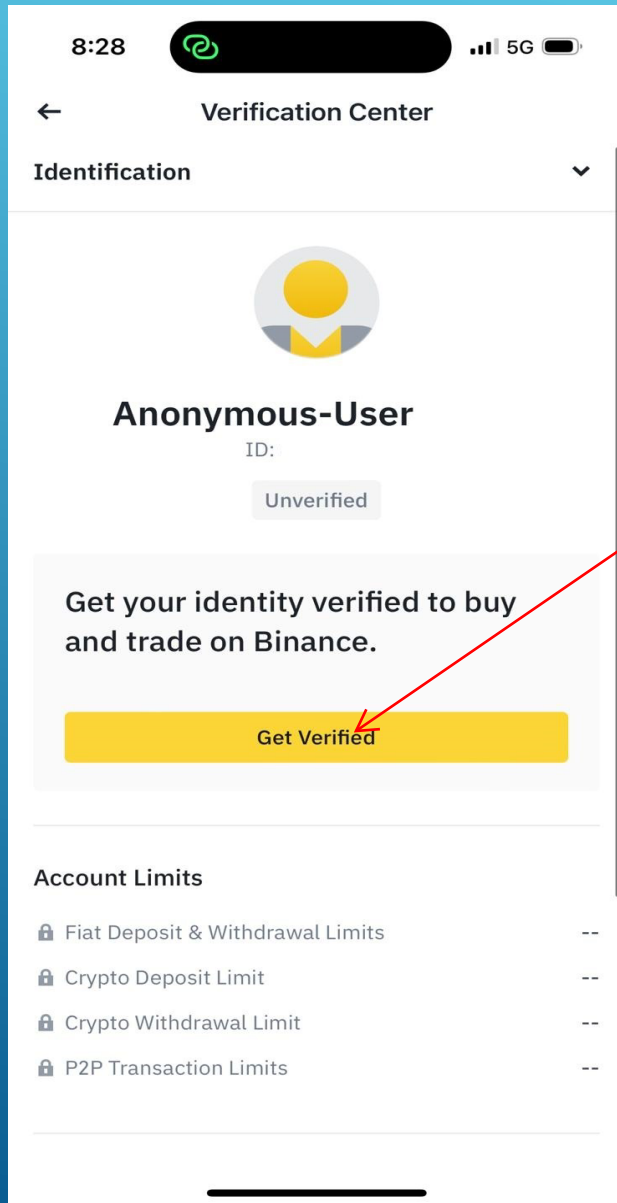 8:28
5G
Verification Center
Identification
Anonymous-User
ID:
Unverified
Get your identity verified to buy
and trade on Binance.
Get Verified
Account Limits
Fiat Deposit & Withdrawal Limits --
Crypto Deposit Limit --
Crypto Withdrawal Limit --
P2P Transaction Limits --